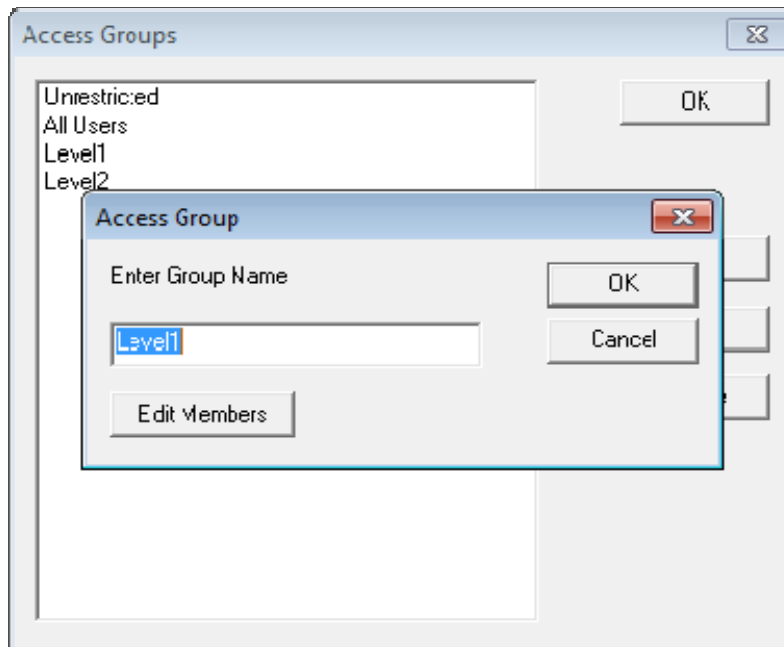 Access Groups
OK
Unrestricted
All Users
Level1
Level2
Access Group
Enter Group Name
OK
Level1
Cancel
Edit Members